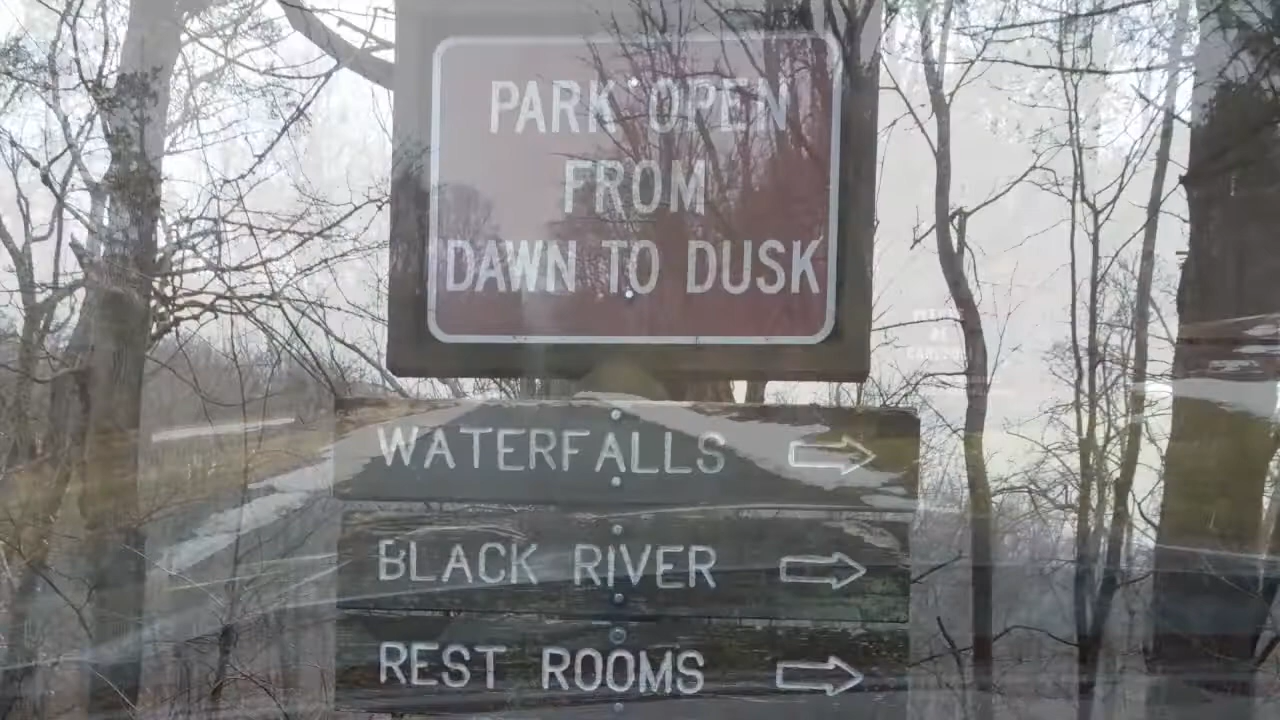 PARK OPEN
FROM
DAWN TO DUSK
WATERFALLS
BLACK RIVER
REST ROOMS